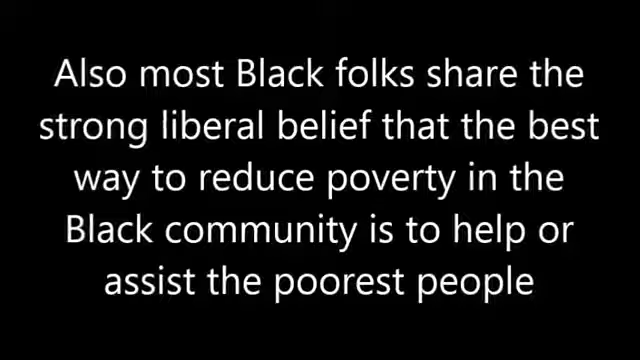 Also most Black folks share the
strong liberal belief that the best
way to reduce poverty in the
Black community is to help or
assist the poorest people